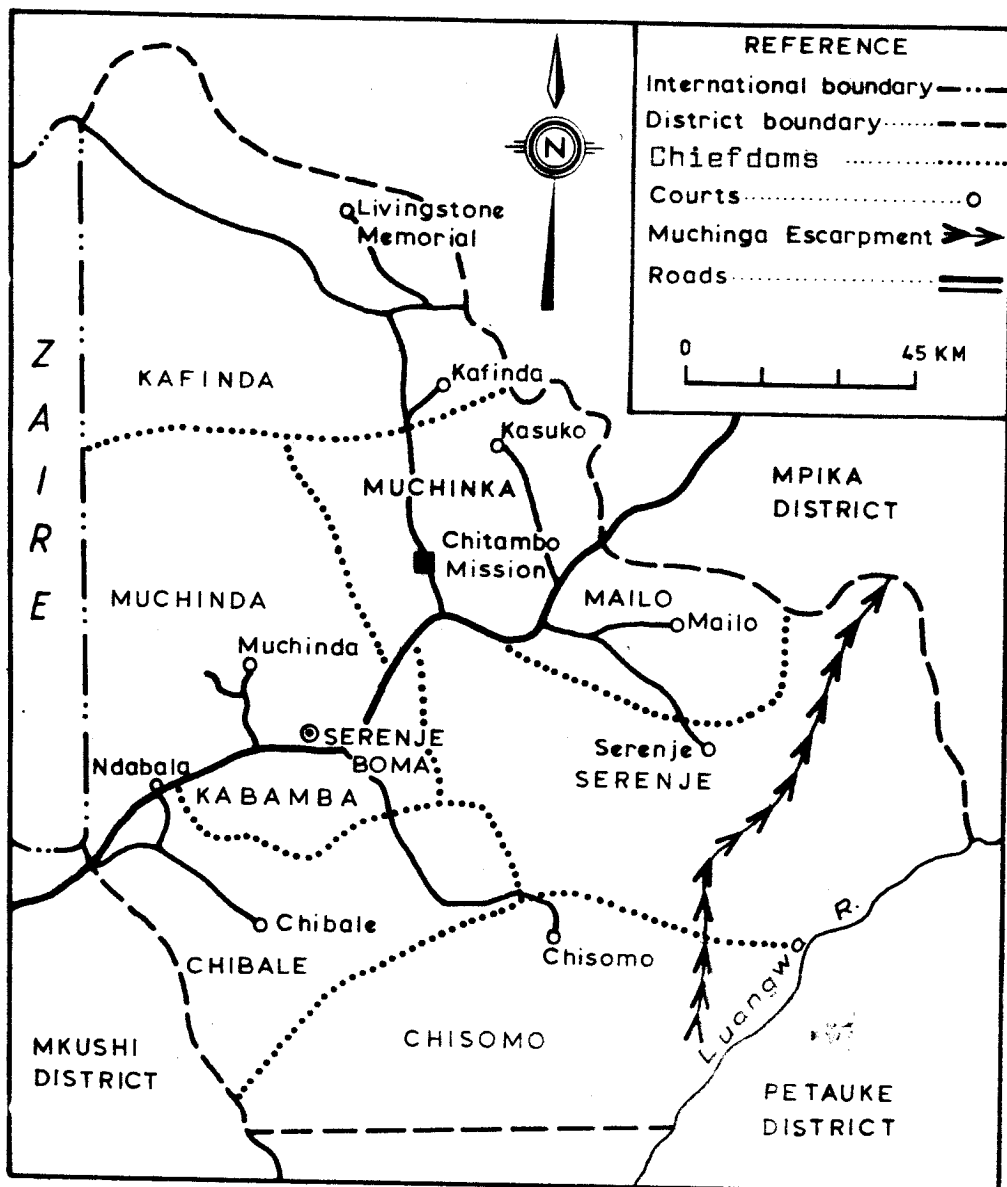 REFERENCE
International boundary
District boundary
Chiefdoms
Courts
Muchinga Escarpment
Roads
0 45 KM
N
Livingstone
Memorial
ZAIRE
KAFINDA
Kafinda
Kasuko
MUCHINKA
MPIKA
DISTRICT
Chitambo
Mission
MUCHINDA
MAILO
Mailo
Muchinda
SERENJE
BOMA
Serenje
SERENJE
Ndabala
KABAMBA
Chibale
CHIBALE
Chisomo
Luangwa R.
CHISOMO
MKUSHI
DISTRICT
PETAUKE
DISTRICT